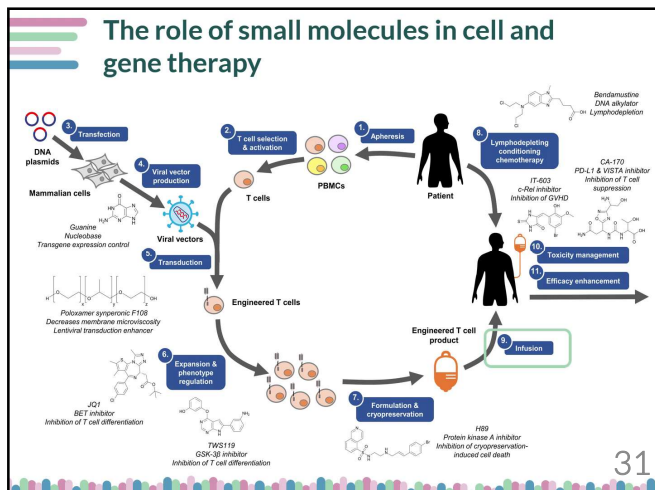 The role of small molecules in cell and
gene therapy
3. Transfection
DNA
plasmids
Mammalian cells
4. Viral vector
production
Guanine
Nucleobase
Transgene expression control
Viral vectors
2. T cell selection
& activation
T cells
PBMCs
1. Apheresis
Patient
8. Lymphodepleting
conditioning
chemotherapy
Bendamustine
DNA alkylator
Lymphodepletion
IT-603
c-Rel inhibitor
Inhibition of GVHD
CA-170
PD-L1 & VISTA inhibitor
Inhibition of T cell
suppression
5. Transduction
Poloxamer synperonic F108
Decreases membrane microviscosity
Lentiviral transduction enhancer
Engineered T cells
10. Toxicity management
11. Efficacy enhancement
9. Infusion
Engineered T cell
product
6. Expansion &
phenotype
regulation
JQ1
BET inhibitor
Inhibition of T cell differentiation
TWS119
GSK-3β inhibitor
Inhibition of T cell differentiation
7. Formulation &
cryopreservation
H89
Protein kinase A inhibitor
Inhibition of cryopreservation-
induced cell death
31